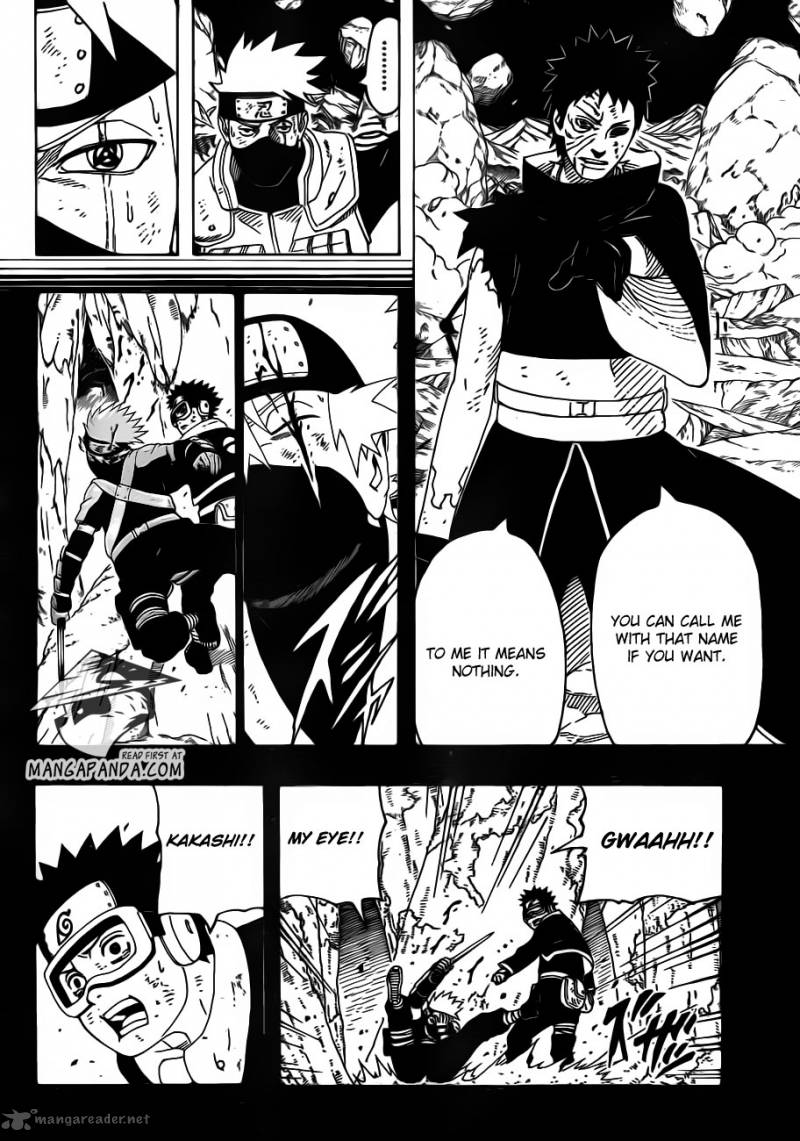 YOU CAN CALL ME
WITH THAT NAME
IF YOU WANT.
TO ME IT MEANS
NOTHING.
.......
忍
GWAAHH!!
MY EYE!!
KAKASHI!!
READ FIRST AT
MANGAPANDA.COM
mangareader.net